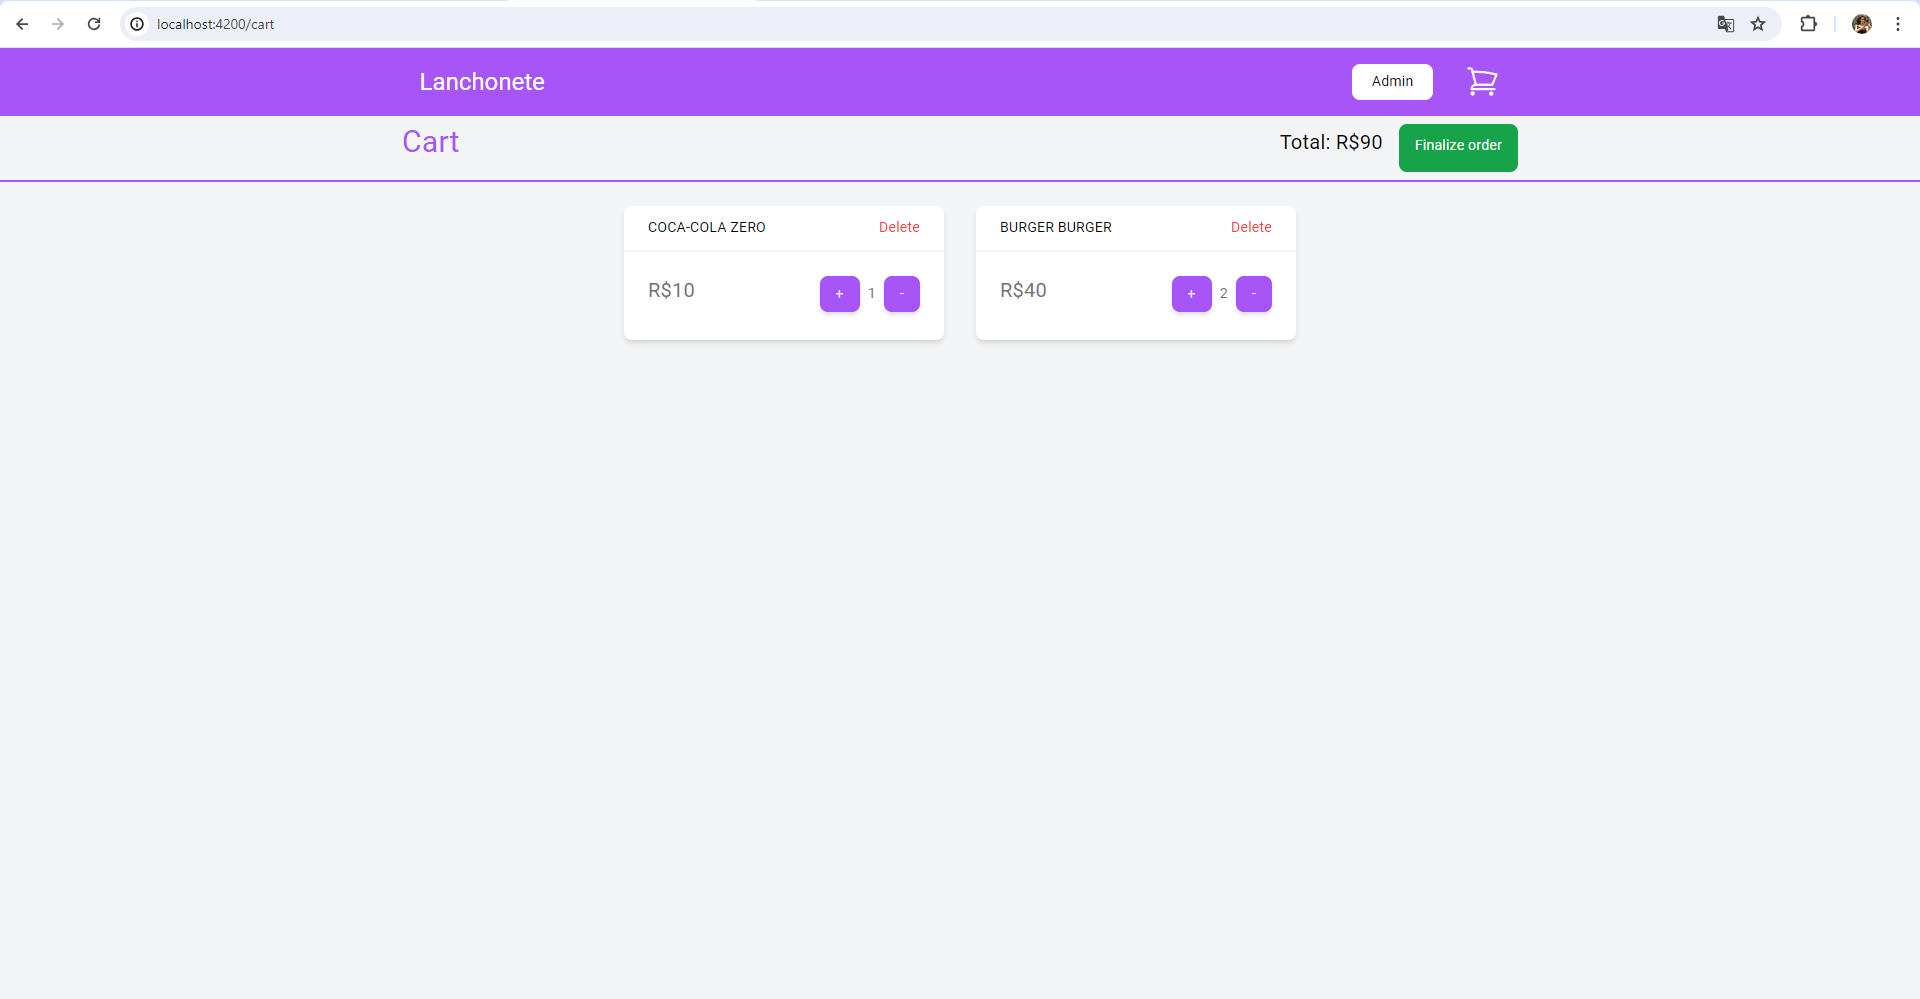 localhost:4200/cart
Lanchonete
Admin
Cart
Total: R$90
Finalize order
COCA-COLA ZERO
Delete
R$10
+ 1 -
BURGER BURGER
Delete
R$40
+ 2 -